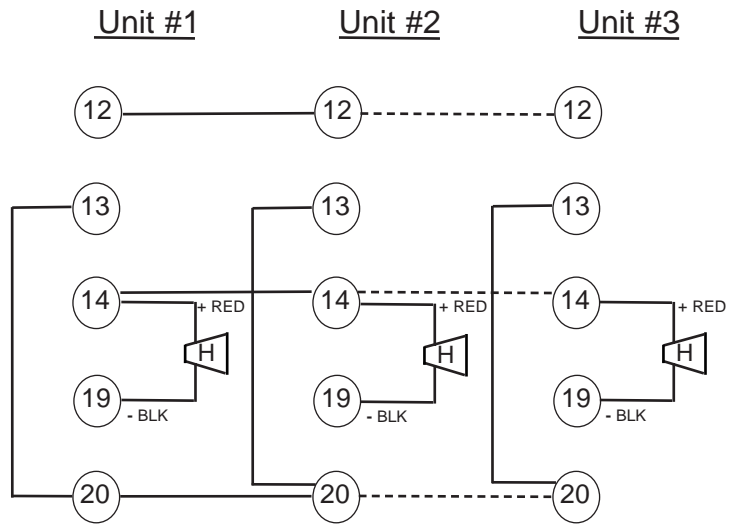 Unit #1 Unit #2 Unit #3
12 12 12
13 13 13
14 14 14
+ RED + RED + RED
H H H
19 19 19
- BLK - BLK - BLK
20 20 20